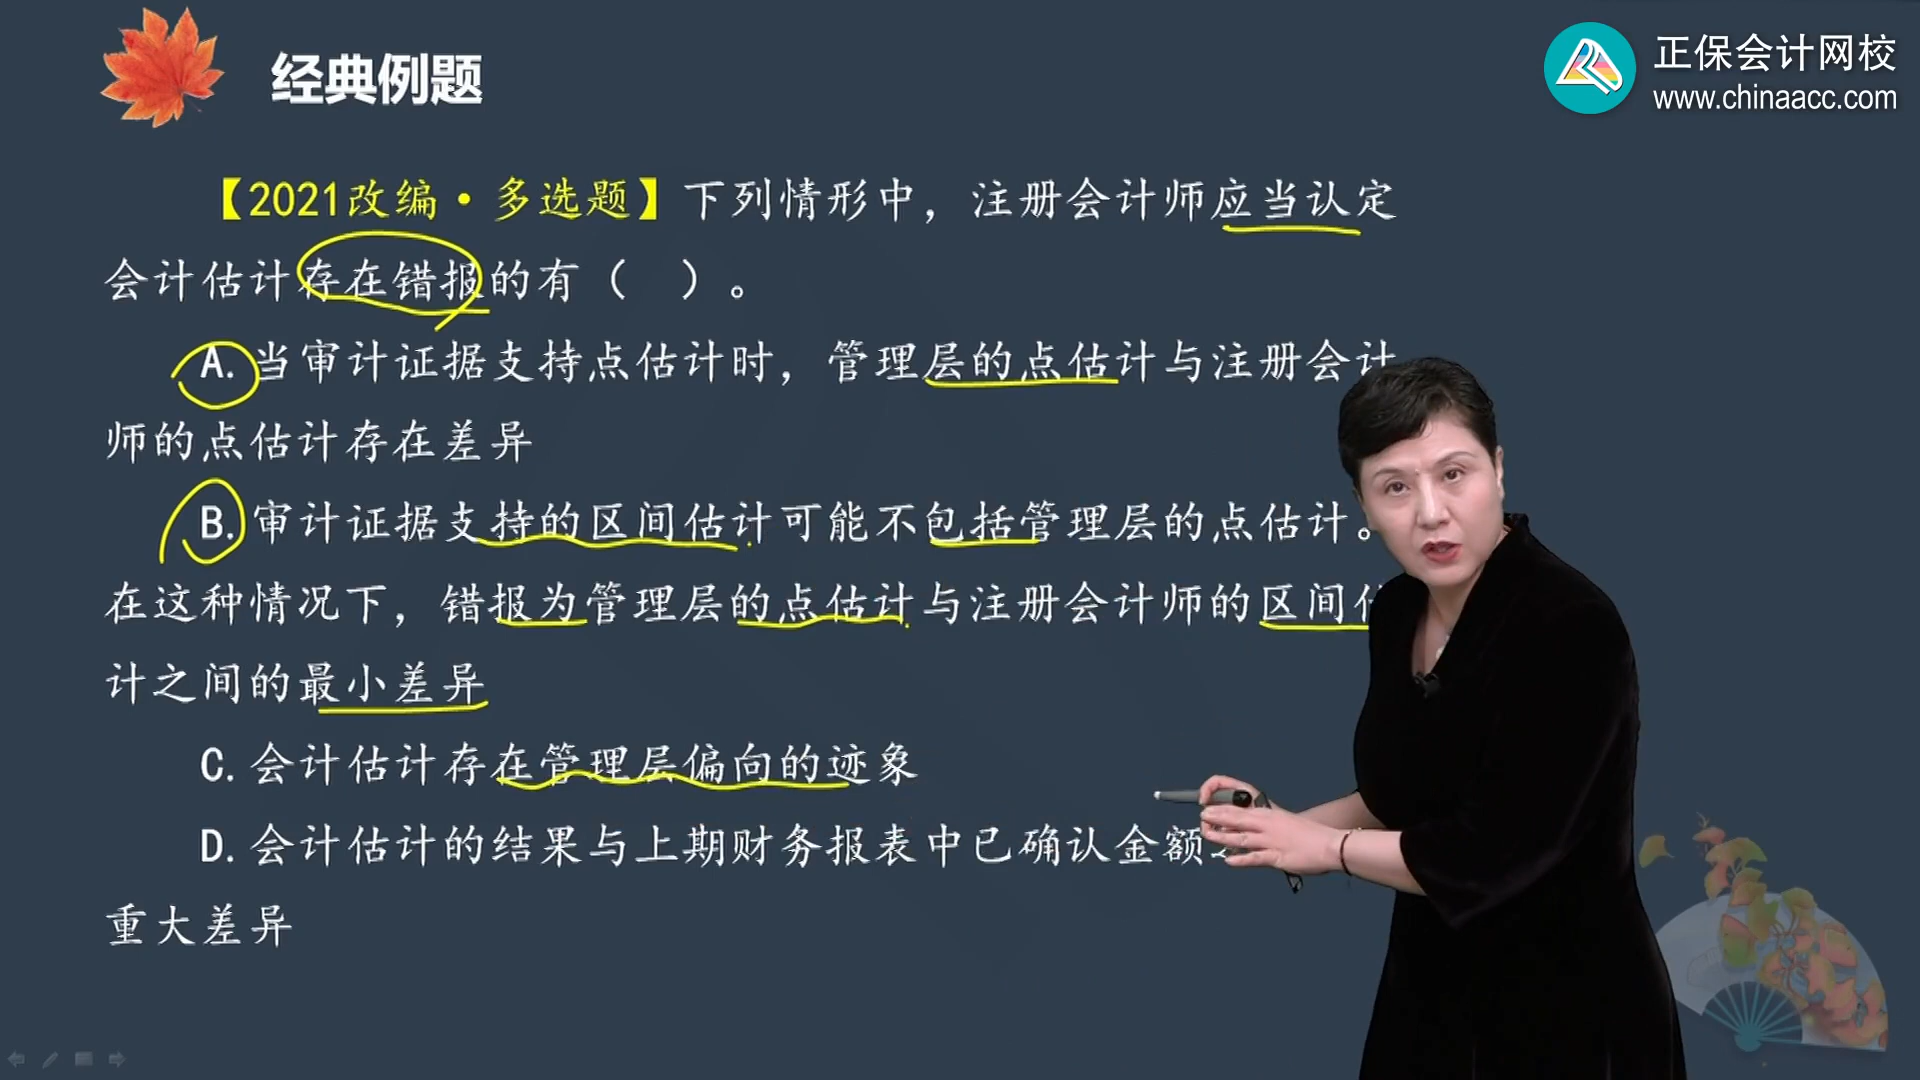 经典例题
正保会计网校
www.chinaacc.com
【2021改编·多选题】下列情形中，注册会计师应当认定
会计估计存在错报的有（ ）。
A.当审计证据支持点估计时，管理层的点估计与注册会计
师的点估计存在差异
B.审计证据支持的区间估计可能不包括管理层的点估计。
在这种情况下，错报为管理层的点估计与注册会计师的区间
计之间的最小差异
C.会计估计存在管理层偏向的迹象
D.会计估计的结果与上期财务报表中已确认金额
重大差异